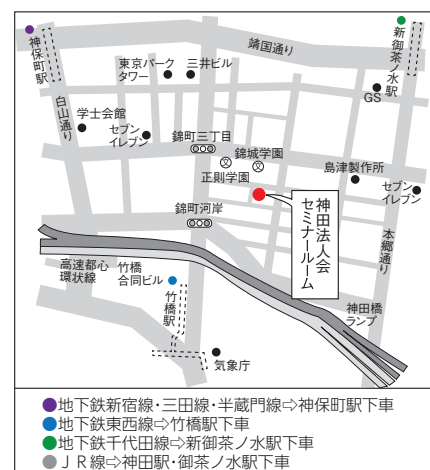 靖国通り
新御茶ノ水駅
神保町駅
東京パーク
タワー
三井ビル
GS
白山通り
学士会館
セブン
イレブン
錦町三丁目
錦城学園
正則学園
島津製作所
セブン
イレブン
錦町河岸
神田法人会
セミナールーム
本郷通り
高速都心
環状線
竹橋
合同ビル
竹橋駅
神田橋
ランプ
気象庁
●地下鉄新宿線・三田線・半蔵門線⇨神保町駅下車
●地下鉄東西線⇨竹橋駅下車
●地下鉄千代田線⇨新御茶ノ水駅下車
●ＪＲ線⇨神田駅・御茶ノ水駅下車